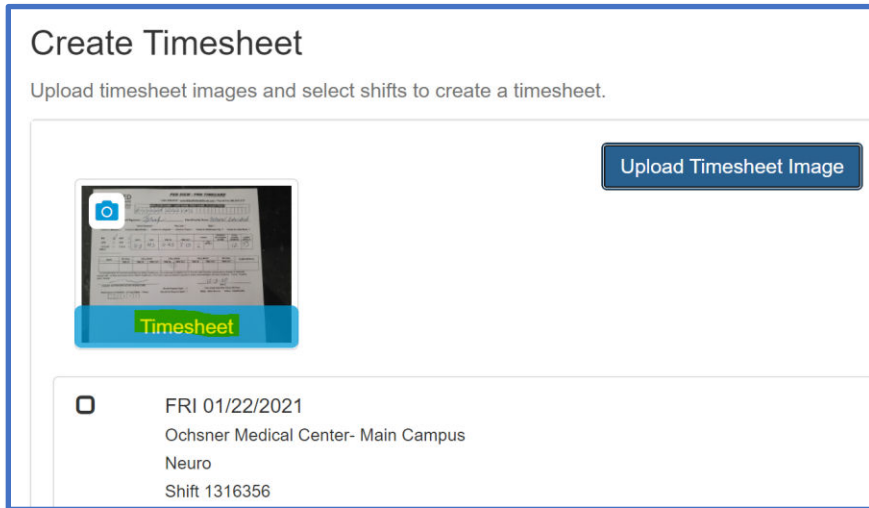 Create Timesheet
Upload timesheet images and select shifts to create a timesheet.
Upload Timesheet Image
Timesheet
FRI 01/22/2021
Ochsner Medical Center- Main Campus
Neuro
Shift 1316356